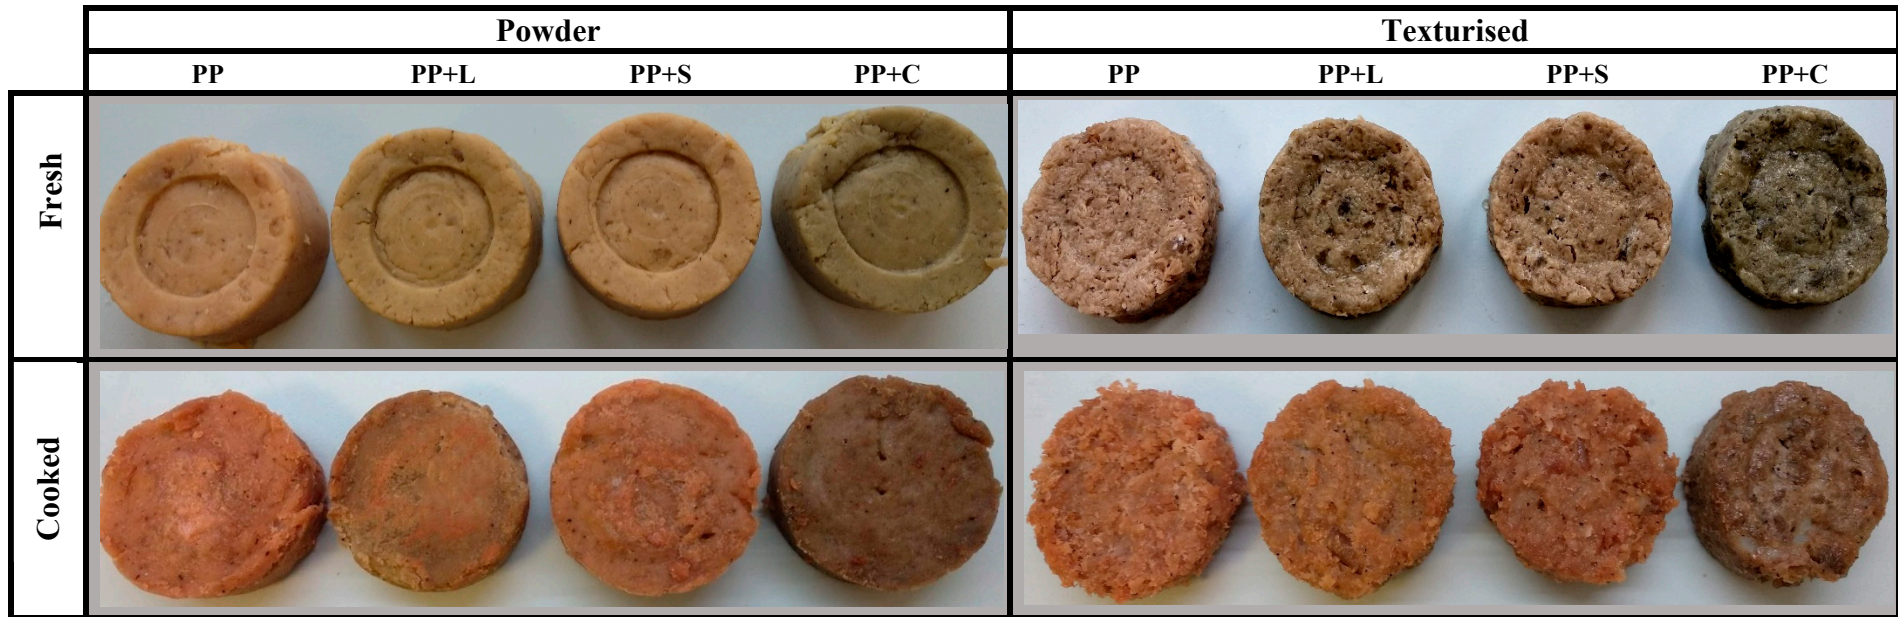 Powder Texturised
PP PP+L PP+S PP+C PP PP+L PP+S PP+C
Fresh
Cooked